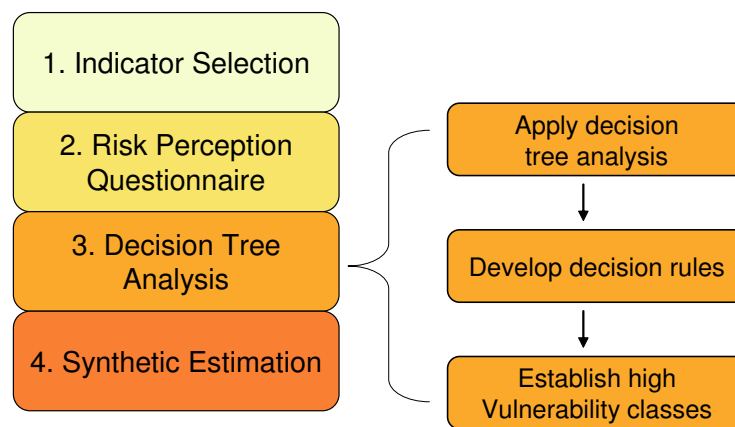 1. Indicator Selection
2. Risk Perception
Questionnaire
3. Decision Tree
Analysis
4. Synthetic Estimation
Apply decision
tree analysis
Develop decision rules
Establish high
Vulnerability classes